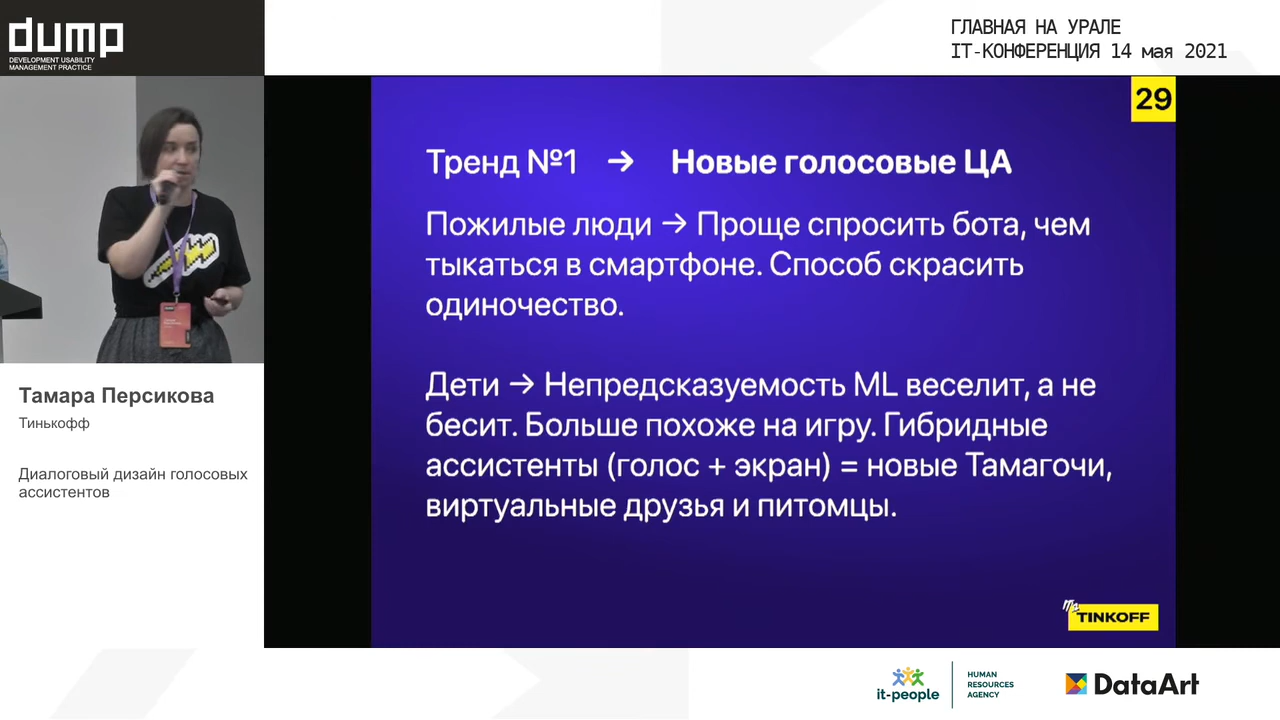 dump
DEVELOPMENT USABILITY
MANAGEMENT PRACTICE
ГЛАВНАЯ НА УРАЛЕ
IT-КОНФЕРЕНЦИЯ 14 мая 2021
29
Тренд №1 → Новые голосовые ЦА
Пожилые люди → Проще спросить бота, чем
тыкаться в смартфоне. Способ скрасить
одиночество.
Дети → Непредсказуемость ML веселит, а не
бесит. Больше похоже на игру. Гибридные
ассистенты (голос + экран) = новые Тамагочи,
виртуальные друзья и питомцы.
TINKOFF
Тамара Персикова
Тинькофф
Диалоговый дизайн голосовых
ассистентов
it-people
HUMAN
RESOURCES
AGENCY
DataArt